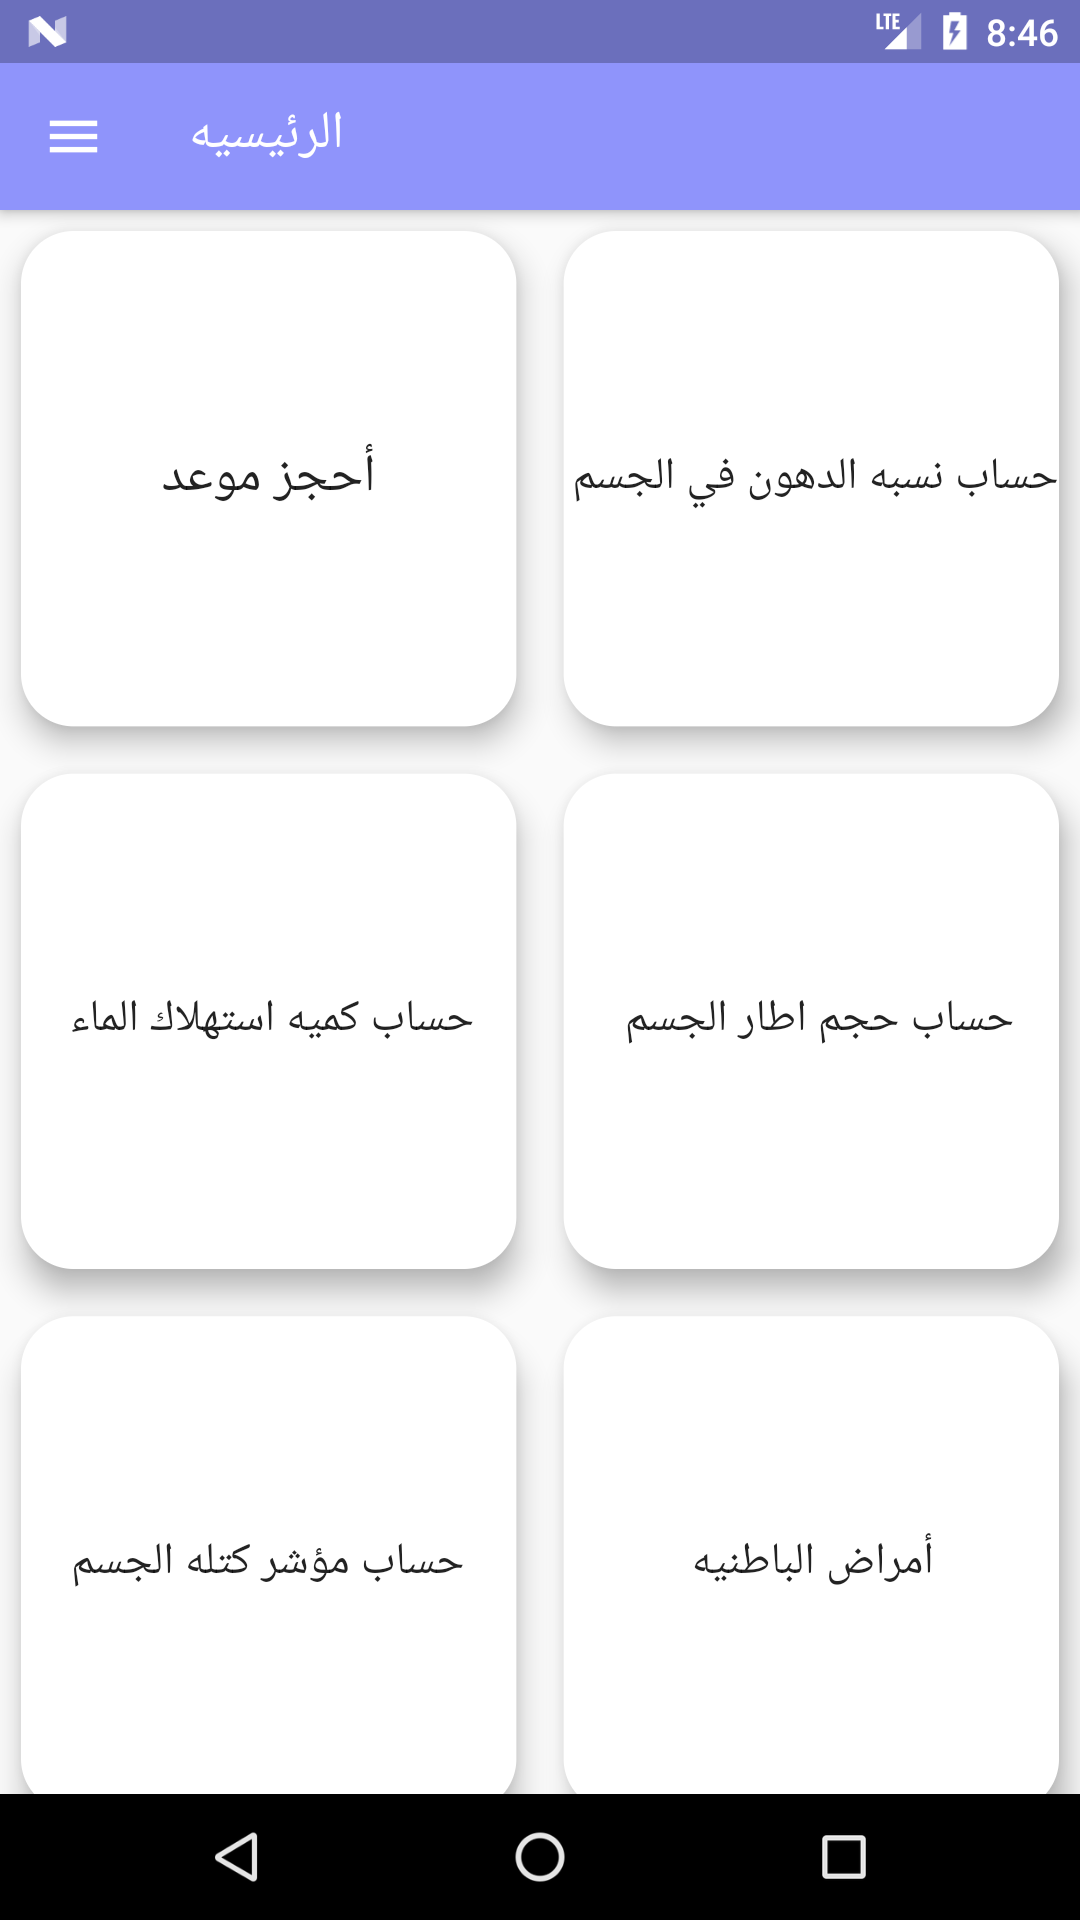 LTE 8:46
الرئيسيه
أحجز موعد
حساب نسبه الدهون في الجسم
حساب كميه استهلاك الماء
حساب حجم اطار الجسم
حساب مؤشر كتله الجسم
أمراض الباطنيه